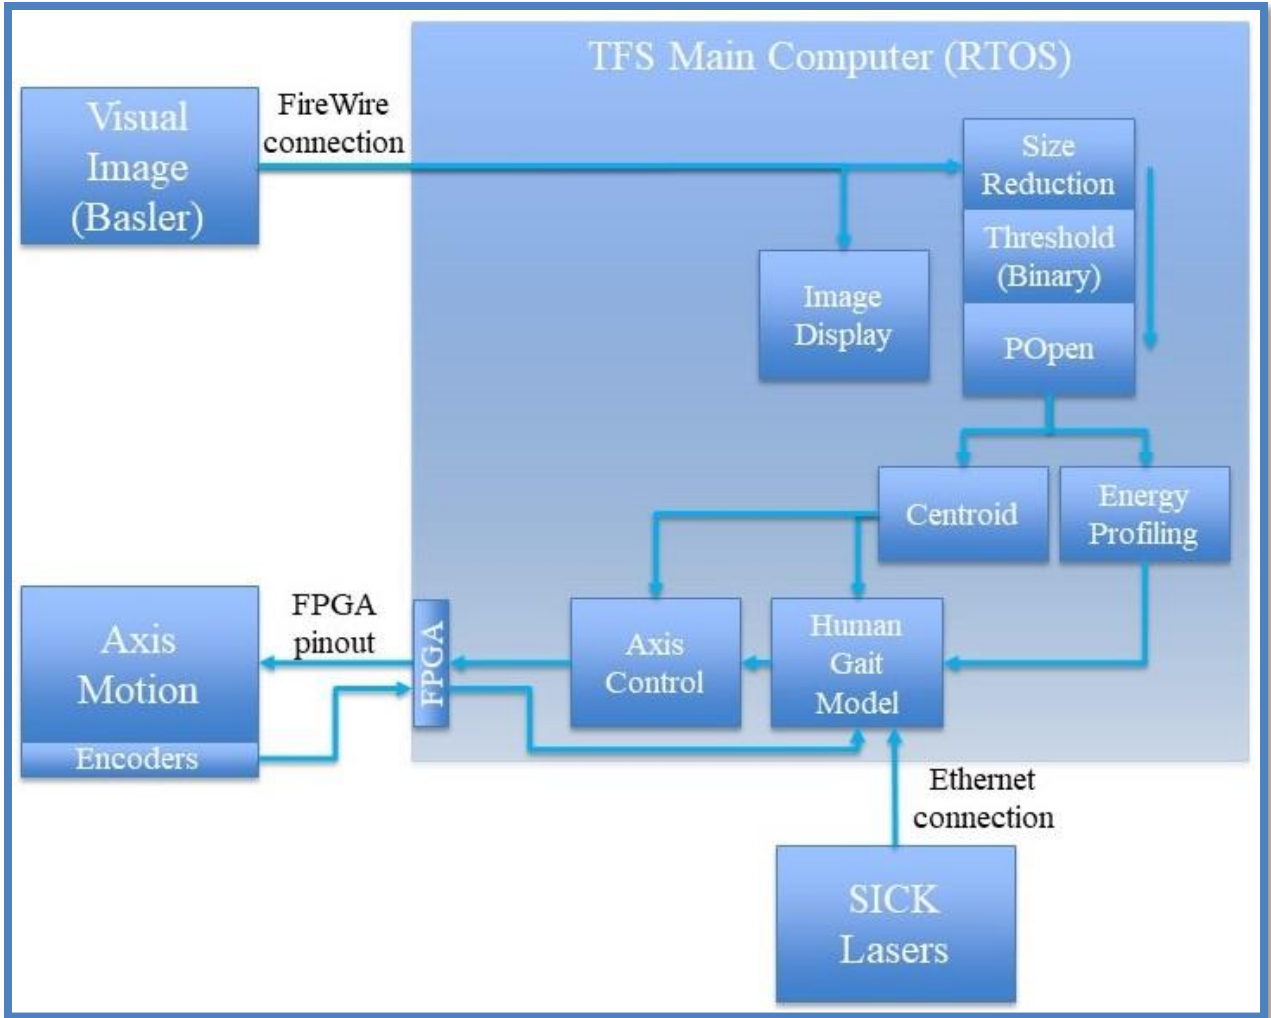 TFS Main Computer (RTOS)
Visual
Image
(Basler)
FireWire
connection
Size
Reduction
Threshold
(Binary)
POpen
Image
Display
Centroid
Energy
Profiling
Axis
Motion
Encoders
FPGA
pinout
FPGA
Axis
Control
Human
Gait
Model
Ethernet
connection
SICK
Lasers